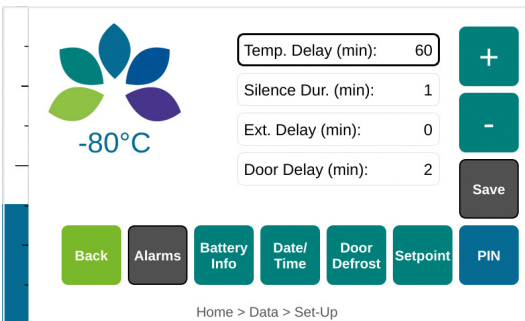 Temp. Delay (min): 60
+
Silence Dur. (min): 1
Ext. Delay (min): 0
-
-80°C
Door Delay (min): 2
Save
Back
Alarms
Battery
Info
Date/
Time
Door
Defrost
Setpoint
PIN
Home > Data > Set-Up